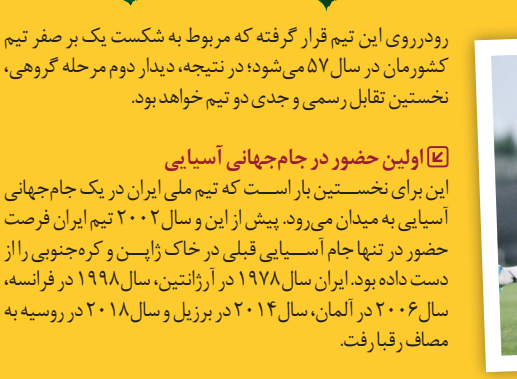 رودرروی این تیم قرار گرفته که مربوط به شکست یک بر صفر تیم
کشورمان در سال ۵۷ می‌شود؛ در نتیجه، دیدار دوم مرحله گروهی،
نخستین تقابل رسمی و جدی دو تیم خواهد بود.
اولین حضور در جام‌جهانی آسیایی
این برای نخستین بار است که تیم ملی ایران در یک جام‌جهانی
آسیایی به میدان می‌رود. پیش از این و سال ۲۰۰۲ تیم ایران فرصت
حضور در تنها جام آسیایی قبلی در خاک ژاپن و کره‌جنوبی را از
دست داده بود. ایران سال ۱۹۷۸ در آرژانتین، سال ۱۹۹۸ در فرانسه،
سال ۲۰۰۶ در آلمان، سال ۲۰۱۴ در برزیل و سال ۲۰۱۸ در روسیه به
مصاف رقبا رفت.